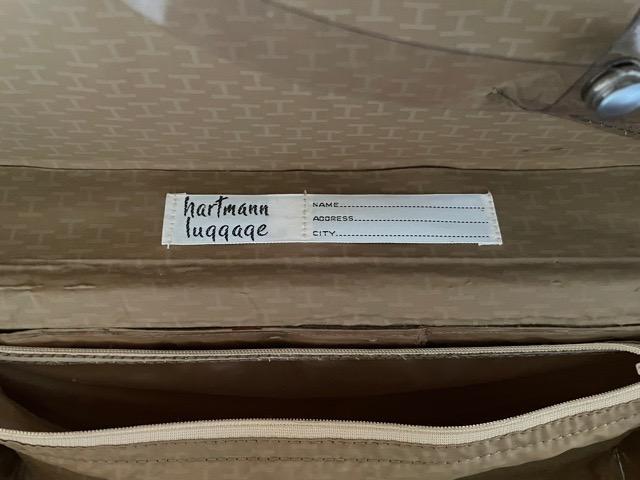 hartmann
luggage
NAME
ADDRESS
CITY